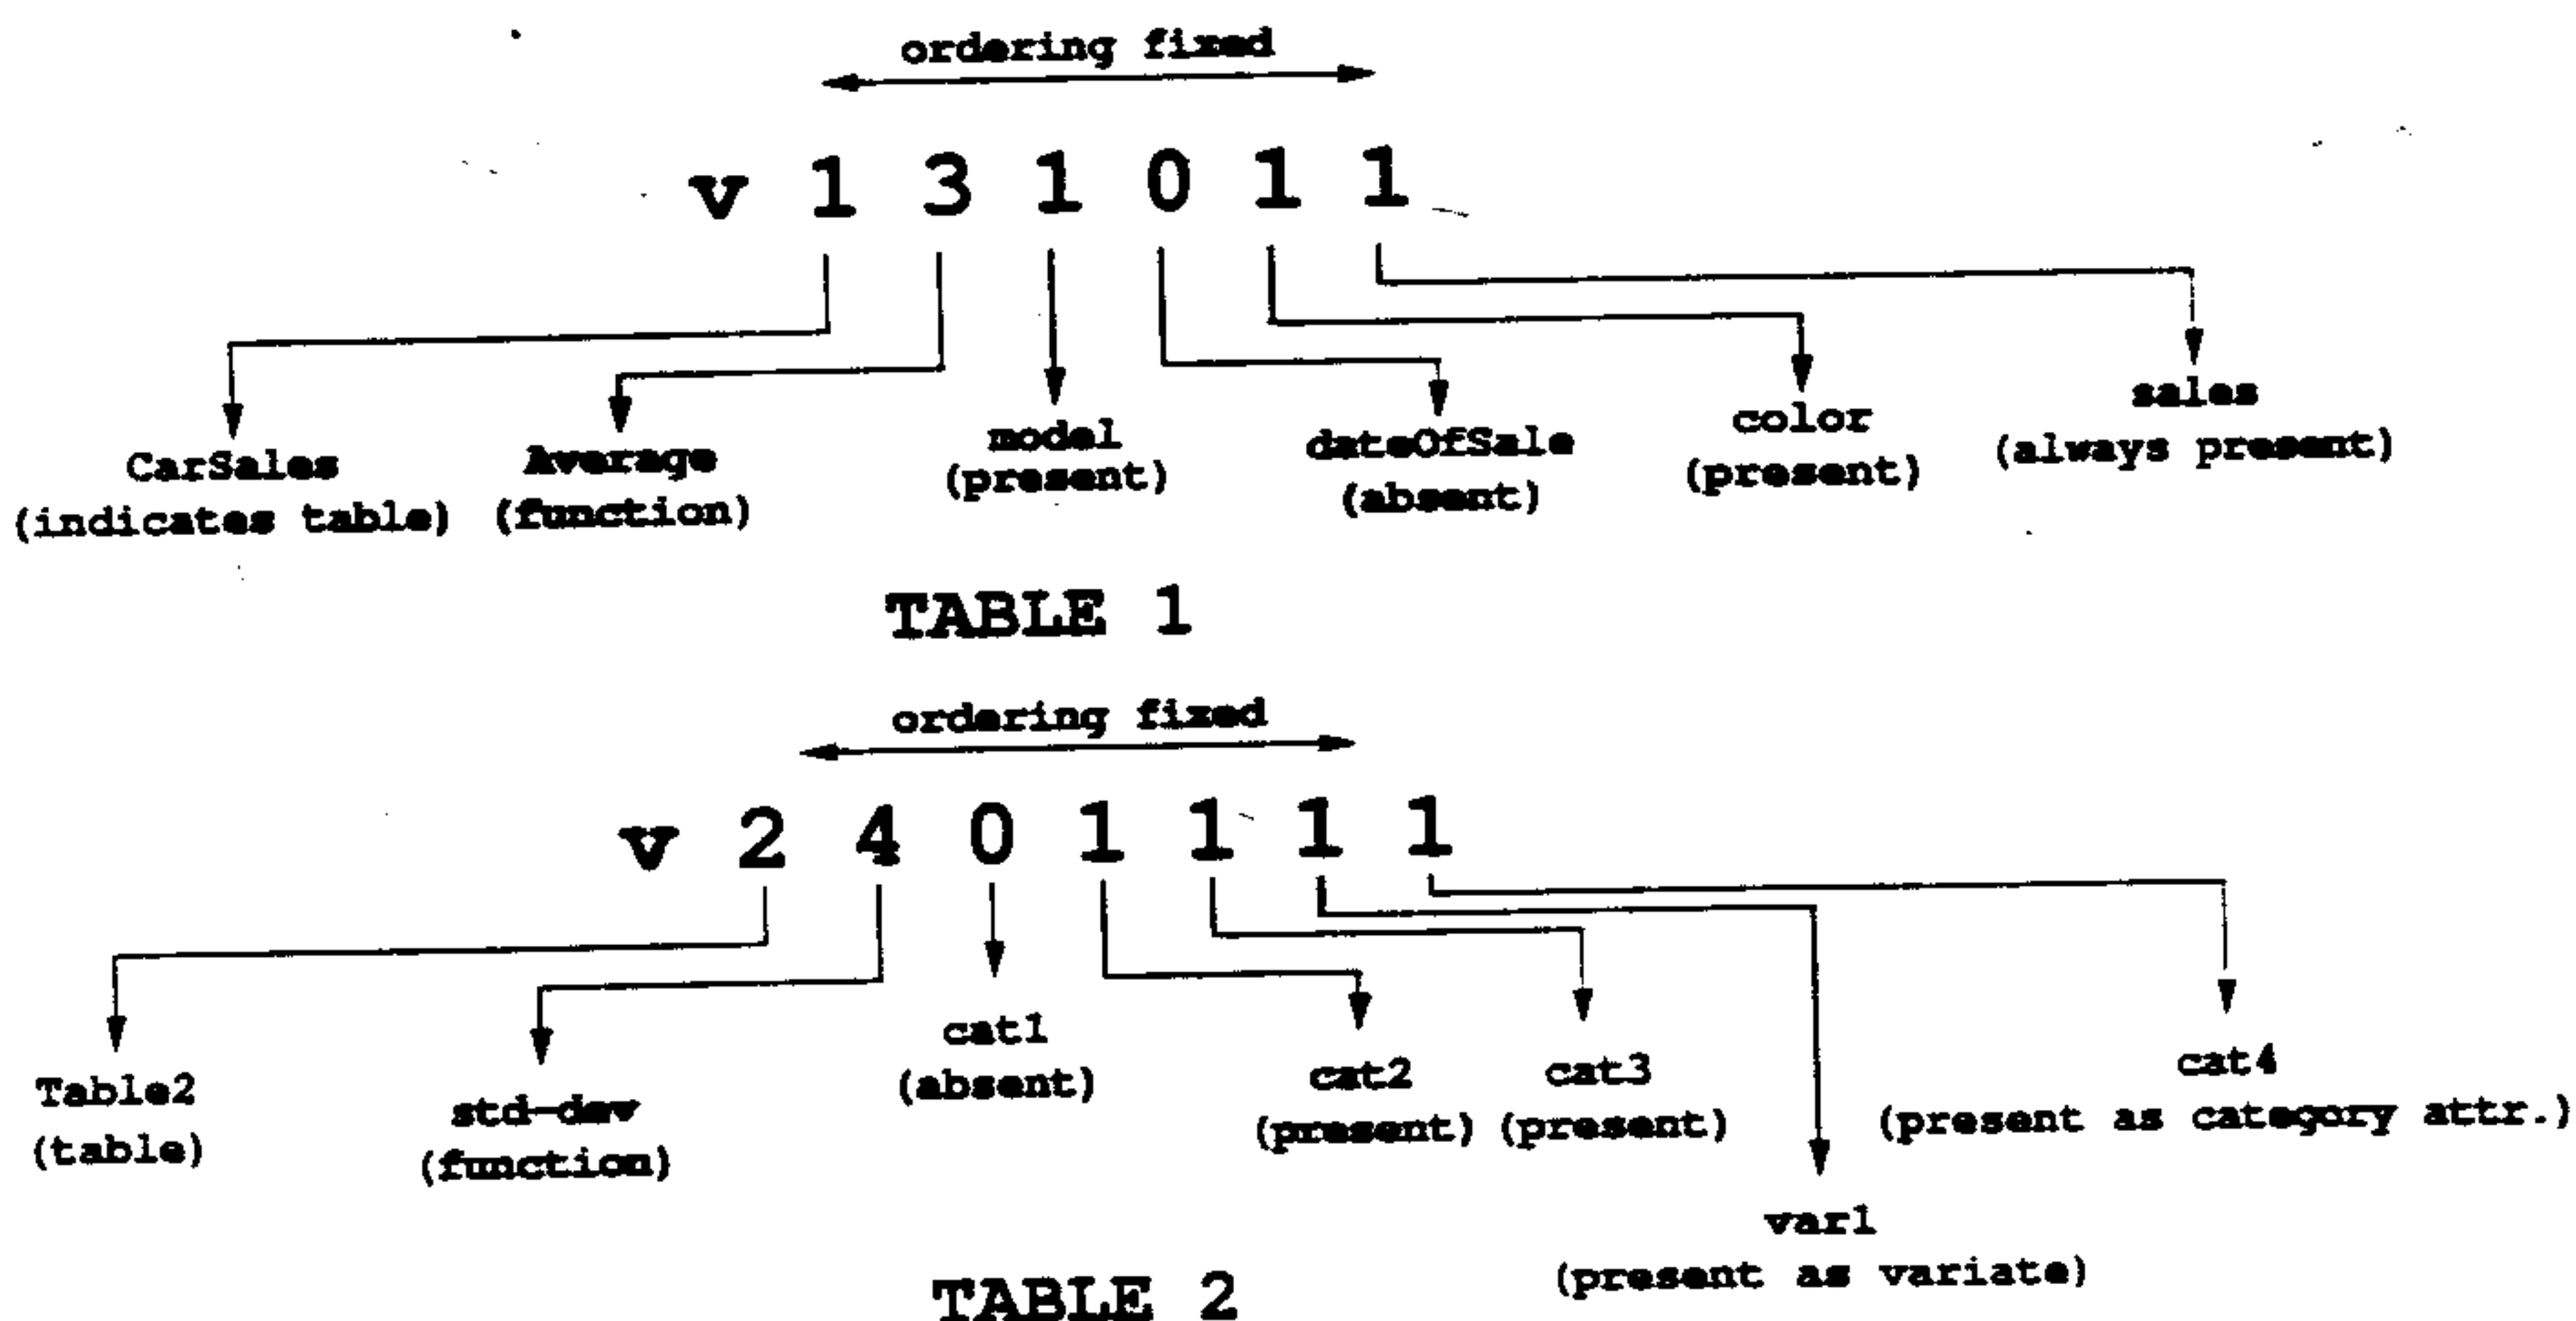 ordering fixed
v 1 3 1 0 1 1
CarSales
(indicates table)
Average
(function)
model
(present)
dateOfSale
(absent)
color
(present)
sales
(always present)
TABLE 1
ordering fixed
v 2 4 0 1 1 1 1
Table2
(table)
std-dev
(function)
cat1
(absent)
cat2
(present)
cat3
(present)
var1
(present as variate)
cat4
(present as category attr.)
TABLE 2